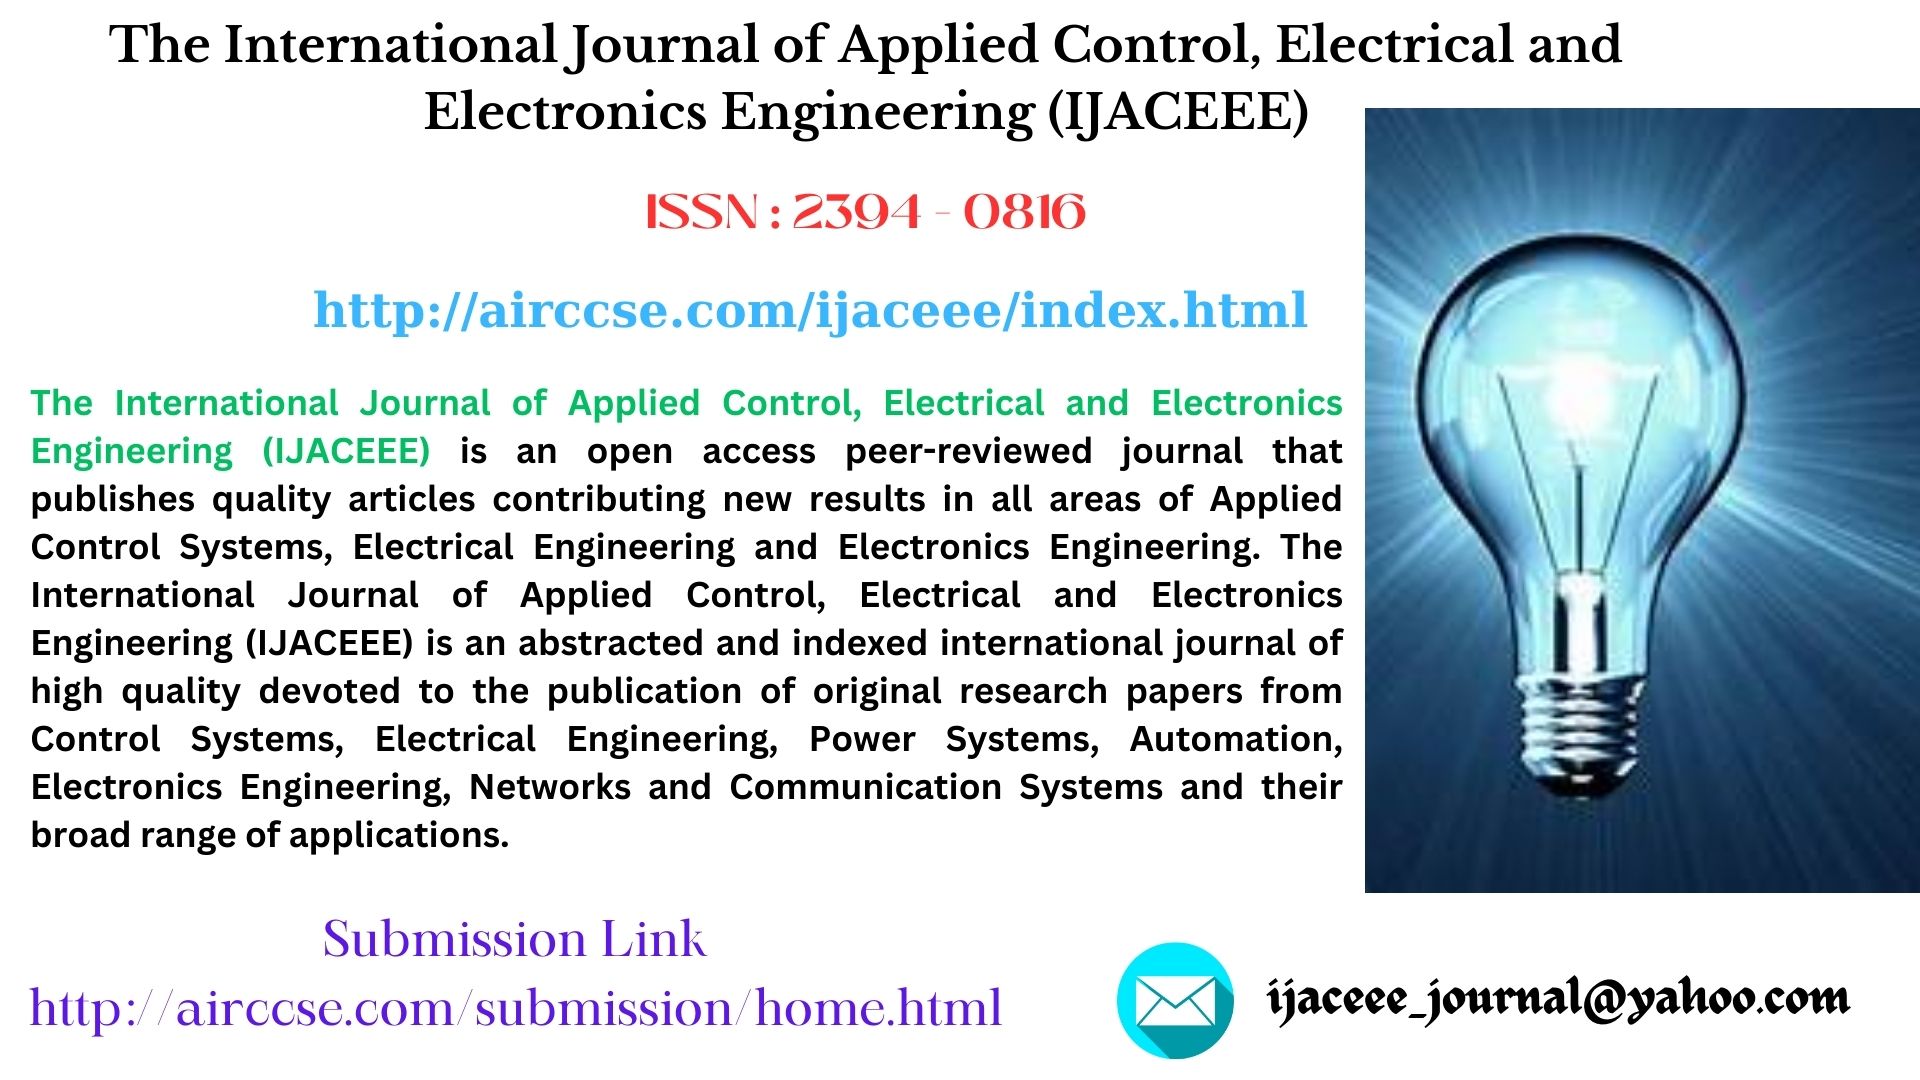 The International Journal of Applied Control, Electrical and
Electronics Engineering (IJACEEE)
ISSN : 2394 - 0816
http://airccse.com/ijaceee/index.html
The International Journal of Applied Control, Electrical and Electronics
Engineering (IJACEEE) is an open access peer-reviewed journal that
publishes quality articles contributing new results in all areas of Applied
Control Systems, Electrical Engineering and Electronics Engineering. The
International Journal of Applied Control, Electrical and Electronics
Engineering (IJACEEE) is an abstracted and indexed international journal of
high quality devoted to the publication of original research papers from
Control Systems, Electrical Engineering, Power Systems, Automation,
Electronics Engineering, Networks and Communication Systems and their
broad range of applications.
Submission Link
http://airccse.com/submission/home.html
ijaceee_journal@yahoo.com